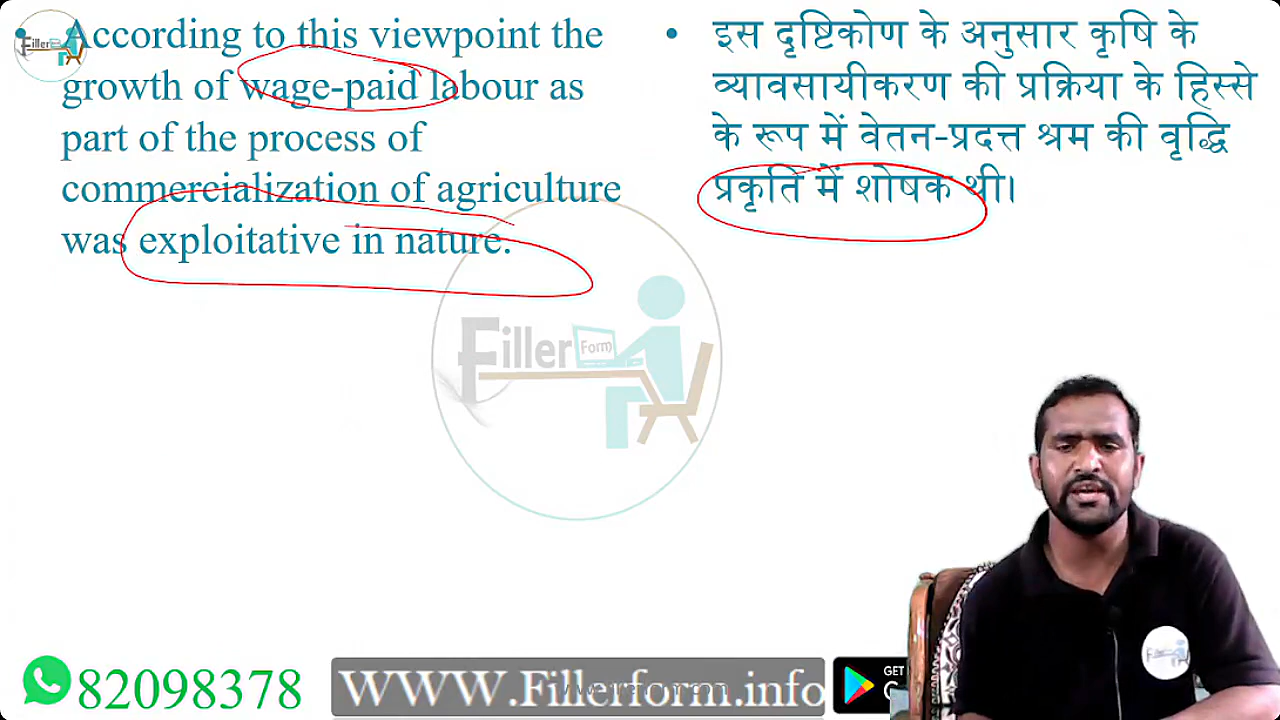 • According to this viewpoint the
growth of wage-paid labour as
part of the process of
commercialization of agriculture
was exploitative in nature.
• इस दृष्टिकोण के अनुसार कृषि के
व्यावसायीकरण की प्रक्रिया के हिस्से
के रूप में वेतन-प्रदत्त श्रम की वृद्धि
प्रकृति में शोषक थी।
Filler Form
82098378
www.Fillerform.info
GET